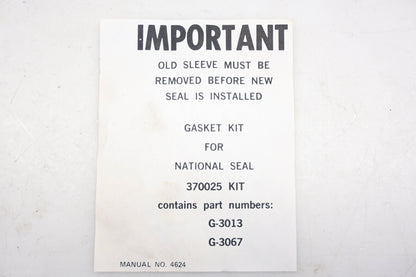 IMPORTANT
OLD SLEEVE MUST BE
REMOVED BEFORE NEW
SEAL IS INSTALLED
GASKET KIT
FOR
NATIONAL SEAL
370025 KIT
contains part numbers:
G-3013
G-3067
MANUAL NO. 4624